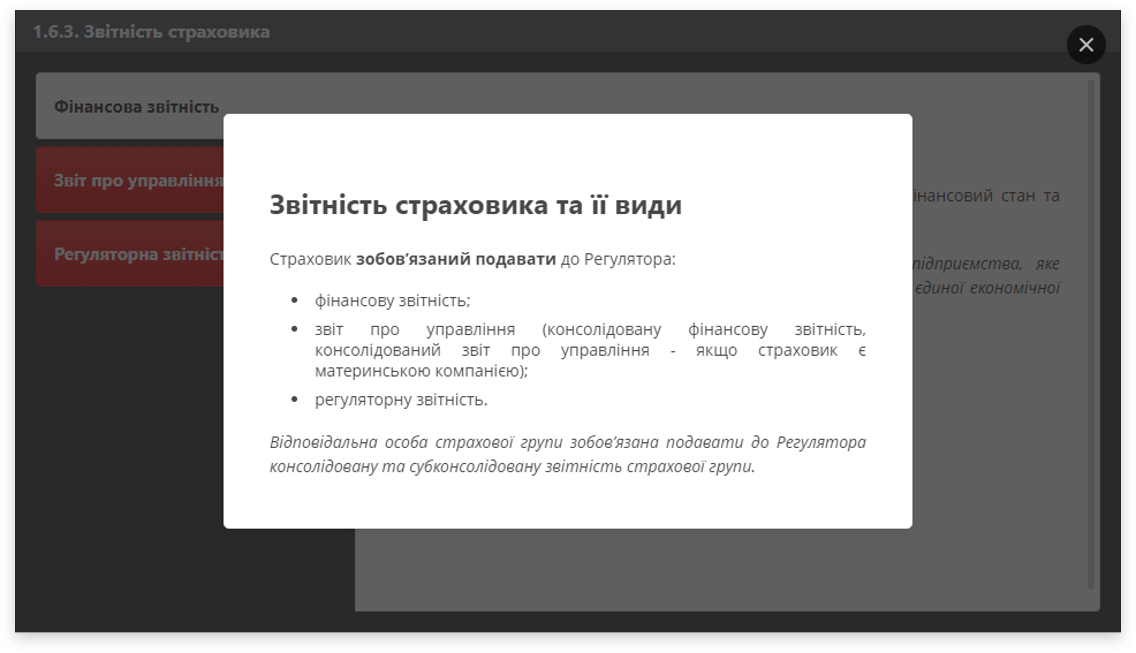 1.6.3. Звітність страховика
Фінансова звітність
Звіт про управління
Регуляторна звітніст
інансовий стан та
підприємства, яке
єдиної економічної
Звітність страховика та її види
Страховик зобов’язаний подавати до Регулятора:
• фінансову звітність;
• звіт про управління (консолідовану фінансову звітність,
консолідований звіт про управління - якщо страховик є
материнською компанією);
• регуляторну звітність.
Відповідальна особа страхової групи зобов’язана подавати до Регулятора
консолідовану та субконсолідовану звітність страхової групи.